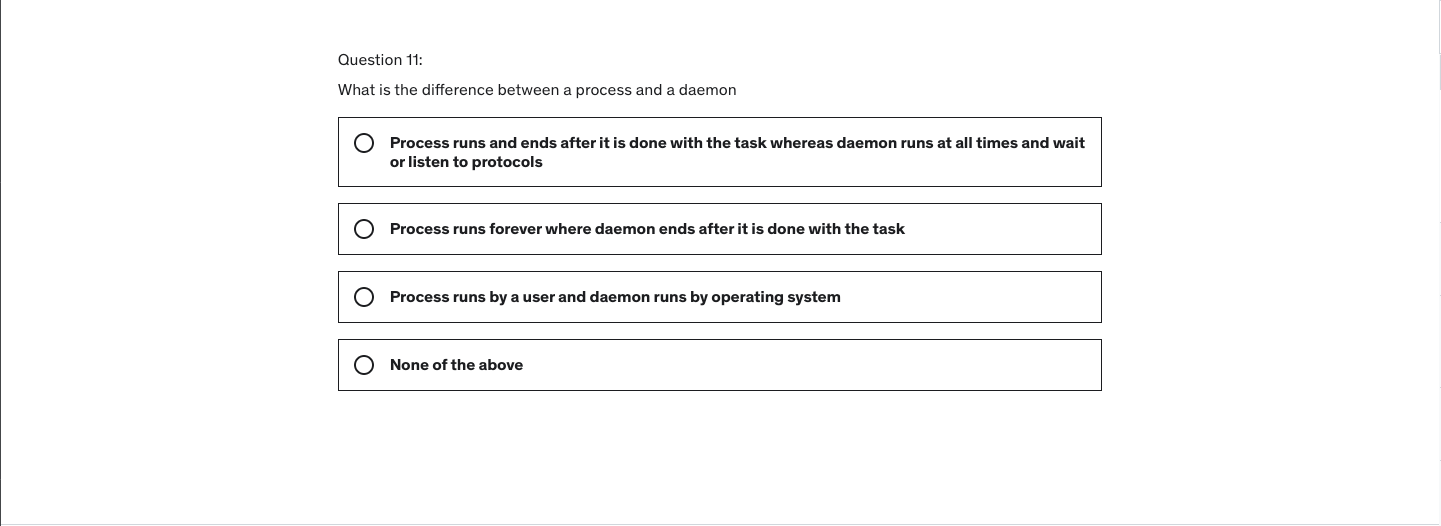 Question 11:
What is the difference between a process and a daemon
Process runs and ends after it is done with the task whereas daemon runs at all times and wait
or listen to protocols
Process runs forever where daemon ends after it is done with the task
Process runs by a user and daemon runs by operating system
None of the above